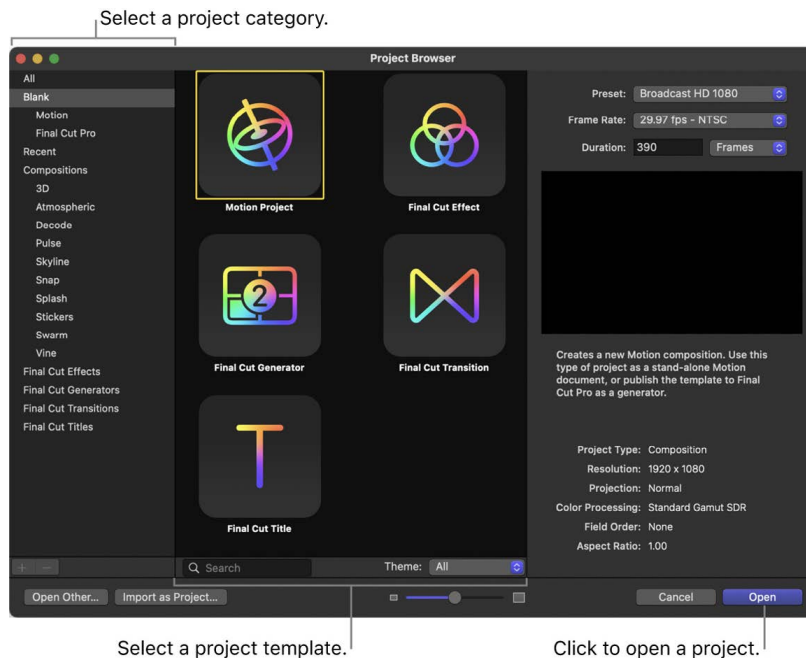 Select a project category.
Project Browser
All
Blank
Motion
Final Cut Pro
Recent
Compositions
3D
Atmospheric
Decode
Pulse
Skyline
Snap
Splash
Stickers
Swarm
Vine
Final Cut Effects
Final Cut Generators
Final Cut Transitions
Final Cut Titles
Motion Project
Final Cut Effect
2
Final Cut Generator
Final Cut Transition
T
Final Cut Title
Search
Theme: All
Preset: Broadcast HD 1080
Frame Rate: 29.97 fps - NTSC
Duration: 390 Frames
Creates a new Motion composition. Use this
type of project as a stand-alone Motion
document, or publish the template to Final
Cut Pro as a generator.
Project Type: Composition
Resolution: 1920 x 1080
Projection: Normal
Color Processing: Standard Gamut SDR
Field Order: None
Aspect Ratio: 1.00
+ −
Open Other... Import as Project...
Cancel Open
Select a project template.
Click to open a project.